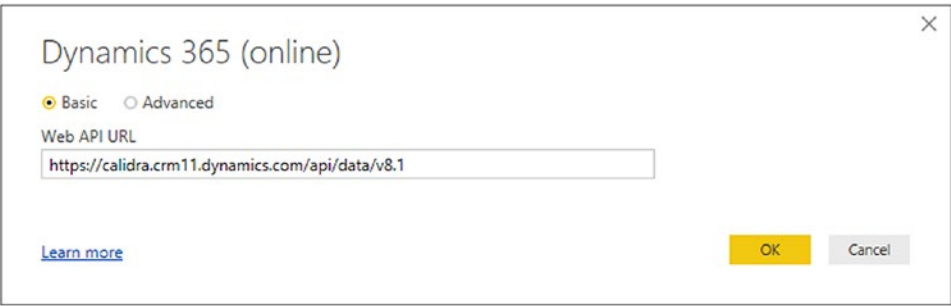 Dynamics 365 (online)
Basic Advanced
Web API URL
https://calidra.crm11.dynamics.com/api/data/v8.1
Learn more OK Cancel